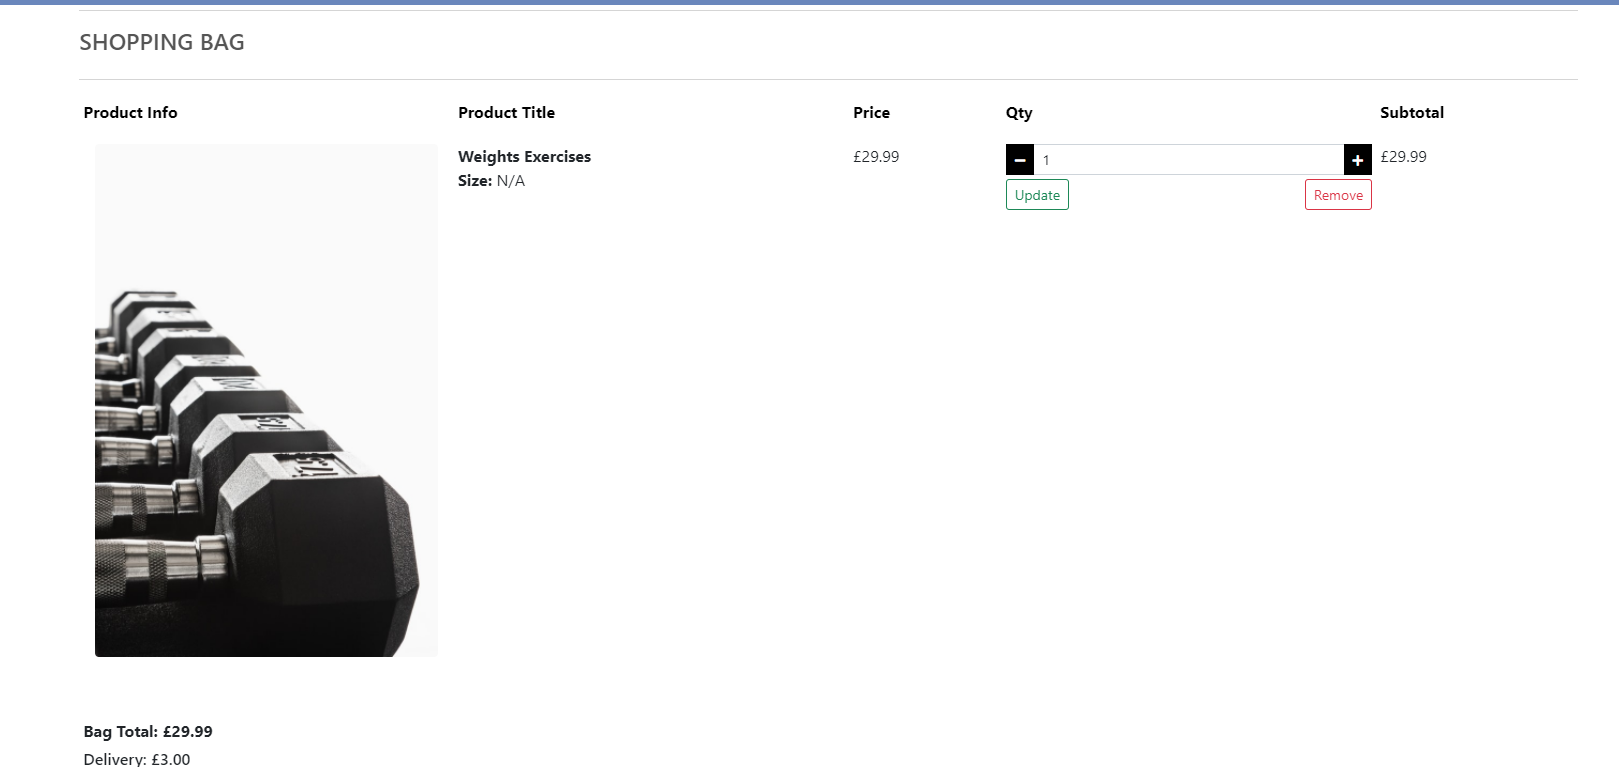 SHOPPING BAG
Product Info Product Title Price Qty Subtotal
Weights Exercises £29.99 1 £29.99
Size: N/A
Update Remove
Bag Total: £29.99
Delivery: £3.00